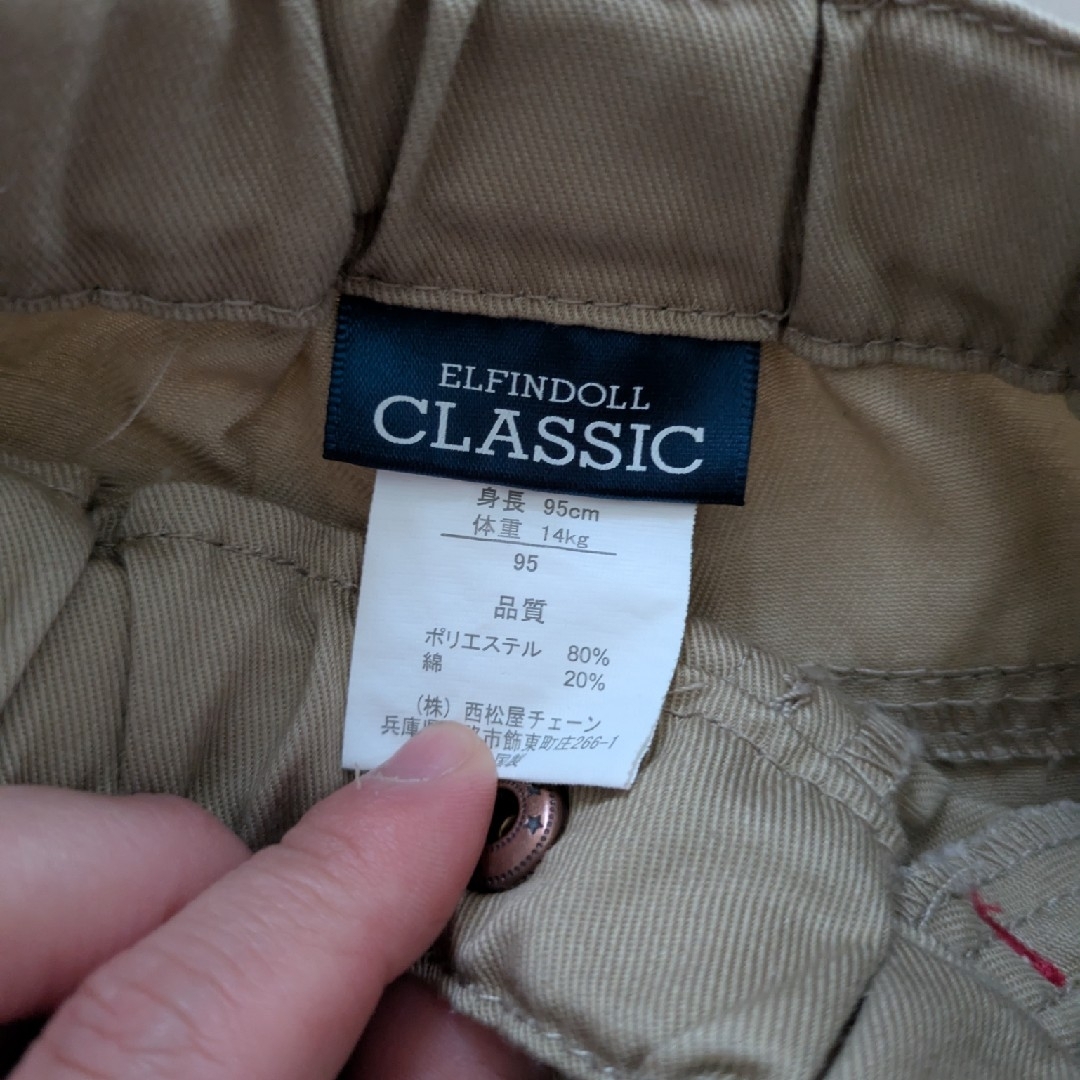 ELFINDOLL
CLASSIC
身長 95cm
体重 14kg
95
品質
ポリエステル 80%
綿 20%
(株) 西松屋チェーン
兵庫 市飾東町庄266-1